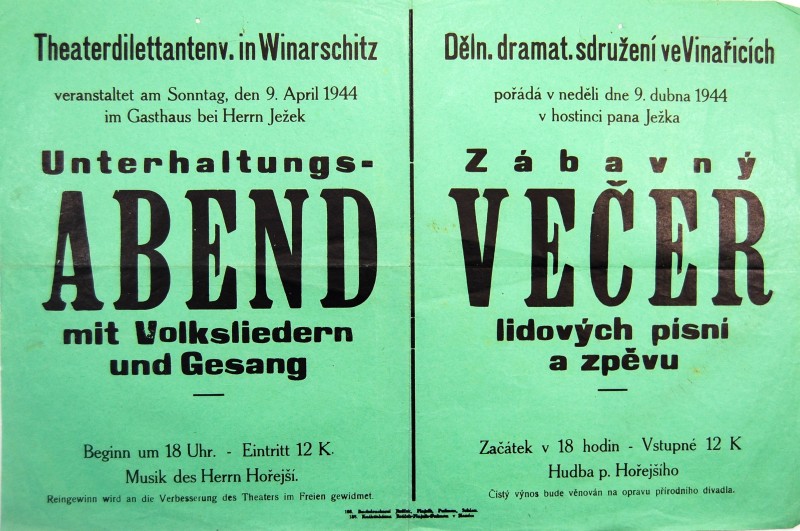 Theaterdilettantenv. in Winarschitz
veranstaltet am Sonntag, den 9. April 1944
im Gasthaus bei Herrn Ježek
Unterhaltungs-
ABEND
mit Volksliedern
und Gesang
Beginn um 18 Uhr. - Eintritt 12 K.
Musik des Herrn Hořejší.
Reingewinn wird an die Verbesserung des Theaters im Freien gewidmet.
Děln. dramat. sdružení ve Vinařicích
pořádá v neděli dne 9. dubna 1944
v hostinci pana Ježka
Zábavný
VEČER
lidových písní
a zpěvu
Začátek v 18 hodin - Vstupné 12 K
Hudba p. Hořejšího
Čistý výnos bude věnován na opravu přírodního divadla.